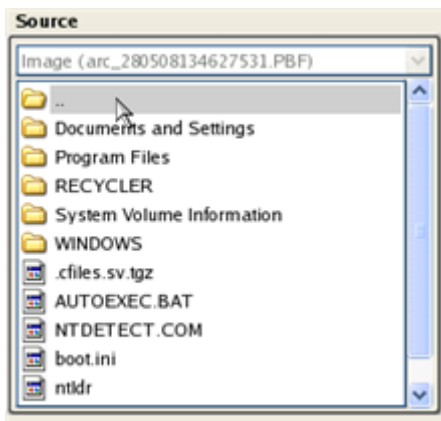 Source
Image (arc_280508134627531.PBF)
..
Documents and Settings
Program Files
RECYCLER
System Volume Information
WINDOWS
.cfiles.sv.tgz
AUTOEXEC.BAT
NTDETECT.COM
boot.ini
ntldr